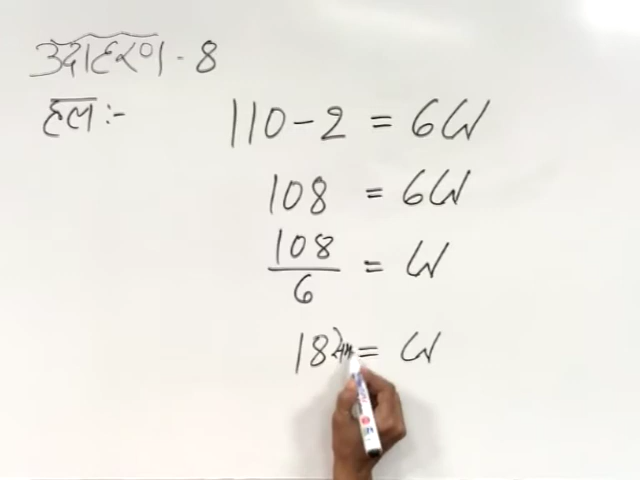 उदाहरण - 8
हल :-
110 - 2 = 6W
108 = 6W
108/6 = W
18 = W